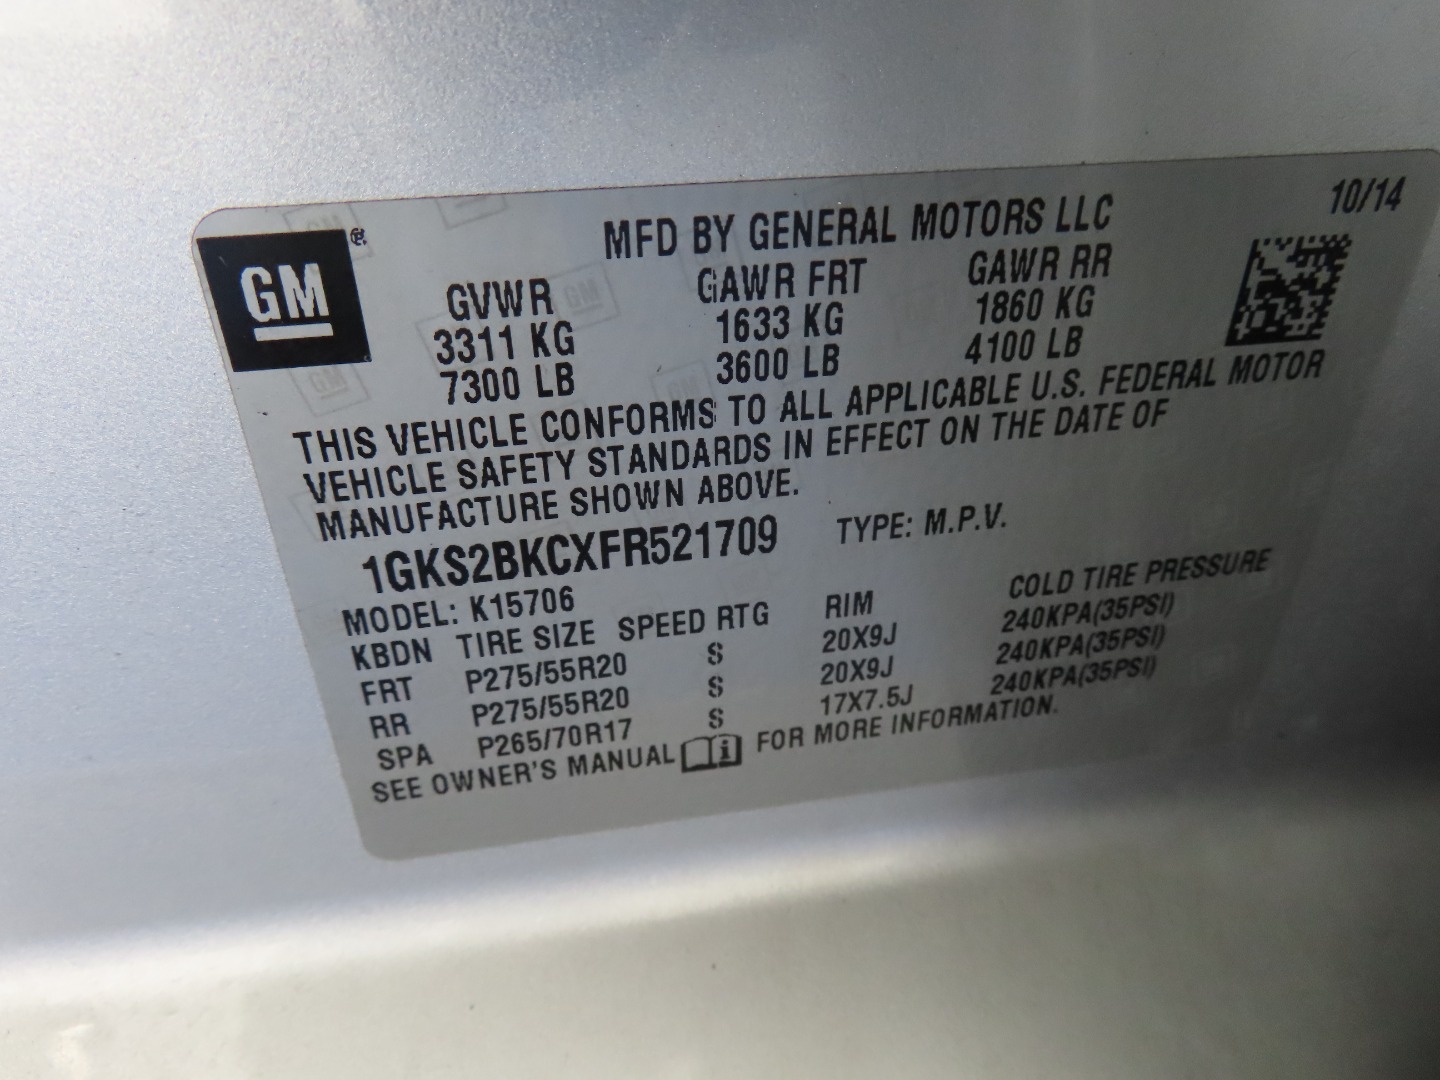 GM®
MFD BY GENERAL MOTORS LLC 10/14
GVWR GAWR FRT GAWR RR
3311 KG 1633 KG 1860 KG
7300 LB 3600 LB 4100 LB
THIS VEHICLE CONFORMS TO ALL APPLICABLE U.S. FEDERAL MOTOR
VEHICLE SAFETY STANDARDS IN EFFECT ON THE DATE OF
MANUFACTURE SHOWN ABOVE.
1GKS2BKCXFR521709 TYPE: M.P.V.
MODEL: K15706
KBDN TIRE SIZE SPEED RTG RIM COLD TIRE PRESSURE
FRT P275/55R20 S 20X9J 240KPA(35PSI)
RR P275/55R20 S 20X9J 240KPA(35PSI)
SPA P265/70R17 S 17X7.5J 240KPA(35PSI)
SEE OWNER'S MANUAL i FOR MORE INFORMATION.